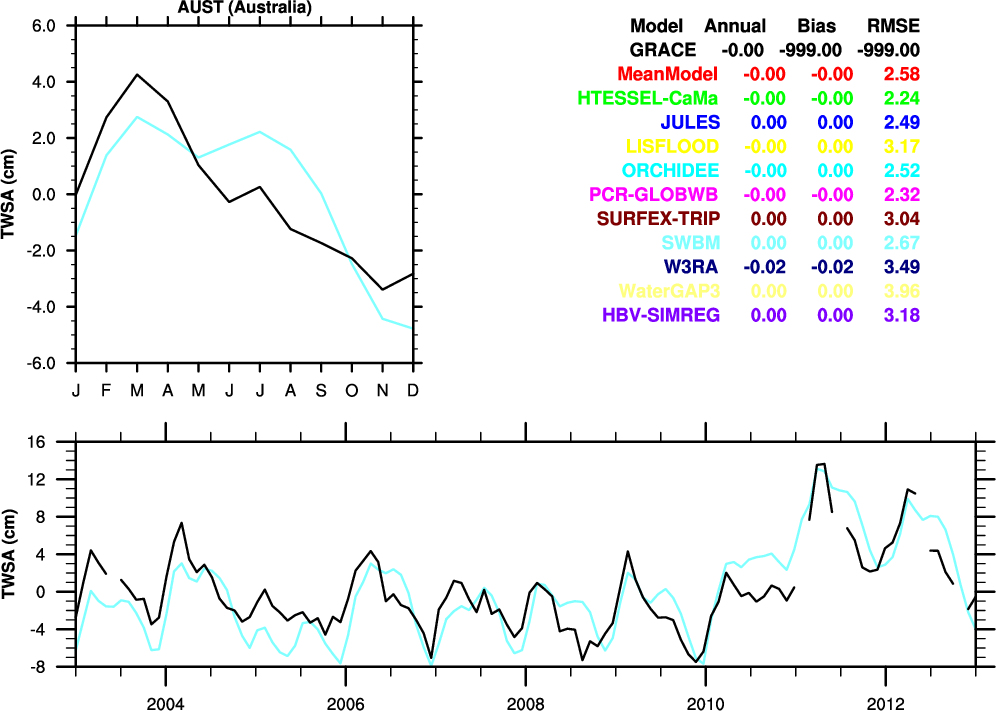 AUST (Australia)
6.0
4.0
2.0
0.0
-2.0
-4.0
-6.0
TWSA (cm)
J F M A M J J A S O N D
Model Annual Bias RMSE
GRACE -0.00 -999.00 -999.00
MeanModel -0.00 -0.00 2.58
HTESSEL-CaMa -0.00 -0.00 2.24
JULES 0.00 0.00 2.49
LISFLOOD -0.00 0.00 3.17
ORCHIDEE -0.00 0.00 2.52
PCR-GLOBWB -0.00 -0.00 2.32
SURFEX-TRIP 0.00 0.00 3.04
SWBM 0.00 0.00 2.67
W3RA -0.02 -0.02 3.49
WaterGAP3 0.00 0.00 3.96
HBV-SIMREG 0.00 0.00 3.18
16
12
8
4
0
-4
-8
TWSA (cm)
2004 2006 2008 2010 2012